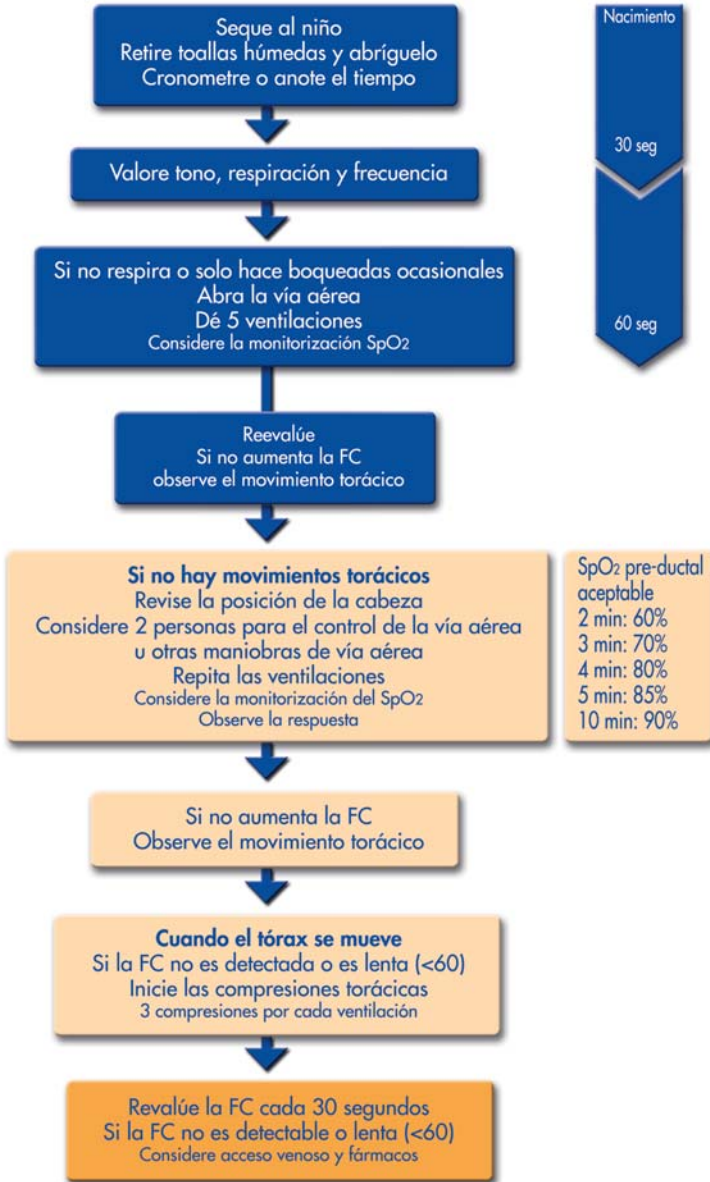 Seque al niño
Retire toallas húmedas y abríguelo
Cronometre o anote el tiempo
Nacimiento
30 seg
60 seg
Valore tono, respiración y frecuencia
Si no respira o solo hace boqueadas ocasionales
Abra la vía aérea
Dé 5 ventilaciones
Considere la monitorización SpO2
Reevalúe
Si no aumenta la FC
observe el movimiento torácico
Si no hay movimientos torácicos
Revise la posición de la cabeza
Considere 2 personas para el control de la vía aérea
u otras maniobras de vía aérea
Repita las ventilaciones
Considere la monitorización del SpO2
Observe la respuesta
SpO2 pre-ductal
aceptable
2 min: 60%
3 min: 70%
4 min: 80%
5 min: 85%
10 min: 90%
Si no aumenta la FC
Observe el movimiento torácico
Cuando el tórax se mueve
Si la FC no es detectada o es lenta (<60)
Inicie las compresiones torácicas
3 compresiones por cada ventilación
Revalúe la FC cada 30 segundos
Si la FC no es detectable o lenta (<60)
Considere acceso venoso y fármacos